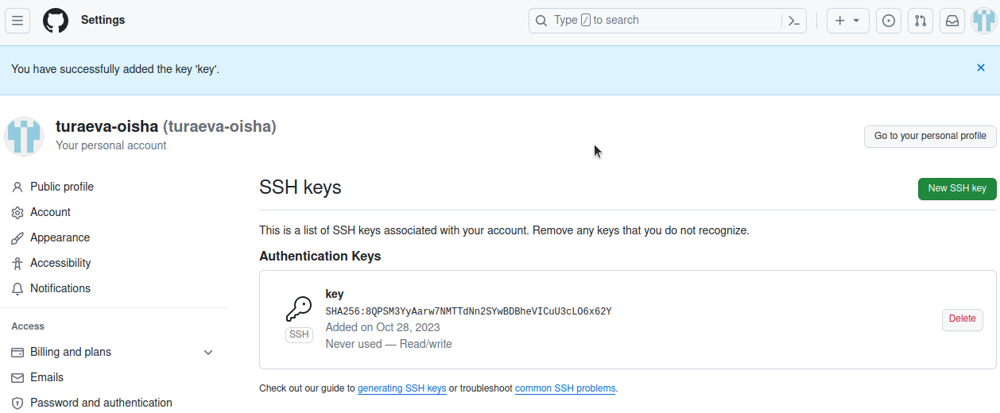 Settings
Type / to search
You have successfully added the key 'key'.
turaeva-oisha (turaeva-oisha)
Your personal account
Go to your personal profile
Public profile
Account
Appearance
Accessibility
Notifications
Access
Billing and plans
Emails
Password and authentication
SSH keys
New SSH key
This is a list of SSH keys associated with your account. Remove any keys that you do not recognize.
Authentication Keys
key
SHA256:8QPSM3YyAarw7NMTTdNn2SYwBDBheVICuU3cLO6x62Y
Added on Oct 28, 2023
Never used — Read/write
SSH
Delete
Check out our guide to generating SSH keys or troubleshoot common SSH problems.